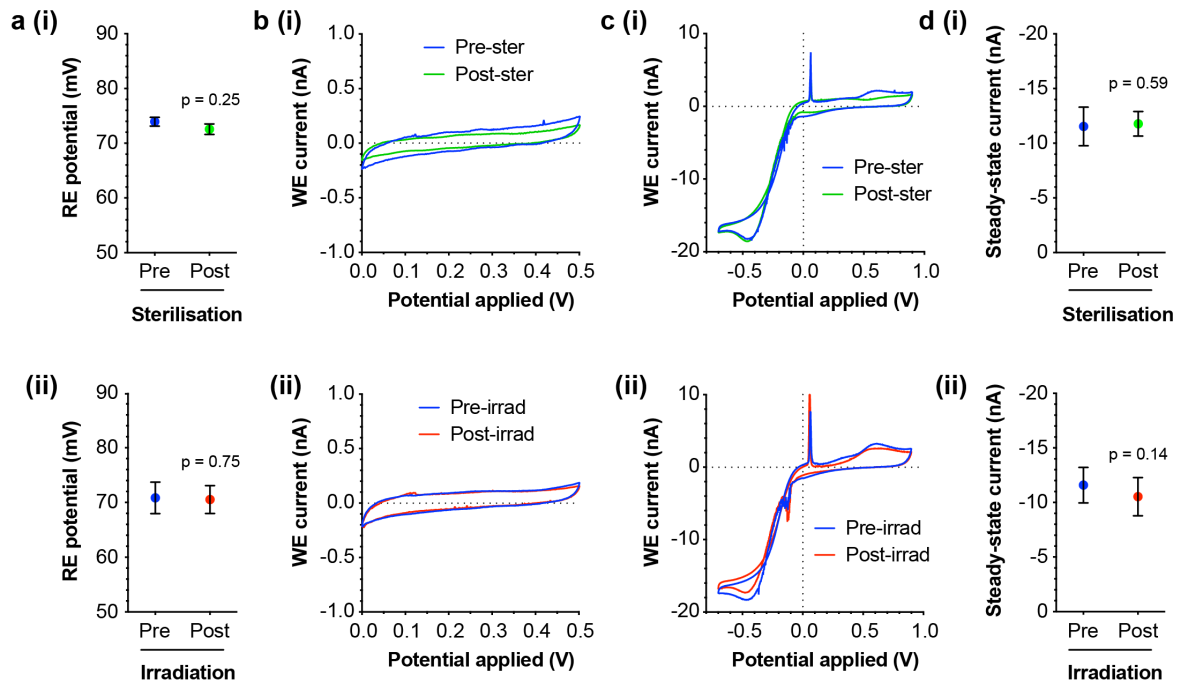 a (i)
RE potential (mV)
90
80
70
60
50
p = 0.25
Pre Post
Sterilisation
b (i)
WE current (nA)
1.0
0.5
0.0
-0.5
-1.0
Pre-ster
Post-ster
0.0 0.1 0.2 0.3 0.4 0.5
Potential applied (V)
c (i)
WE current (nA)
10
0
-10
-20
Pre-ster
Post-ster
-0.5 0.0 0.5 1.0
Potential applied (V)
d (i)
Steady-state current (nA)
-20
-15
-10
-5
0
p = 0.59
Pre Post
Sterilisation
(ii)
RE potential (mV)
90
80
70
60
50
p = 0.75
Pre Post
Irradiation
(ii)
WE current (nA)
1.0
0.5
0.0
-0.5
-1.0
Pre-irrad
Post-irrad
0.0 0.1 0.2 0.3 0.4 0.5
Potential applied (V)
(ii)
WE current (nA)
10
0
-10
-20
Pre-irrad
Post-irrad
-0.5 0.0 0.5 1.0
Potential applied (V)
(ii)
Steady-state current (nA)
-20
-15
-10
-5
0
p = 0.14
Pre Post
Irradiation